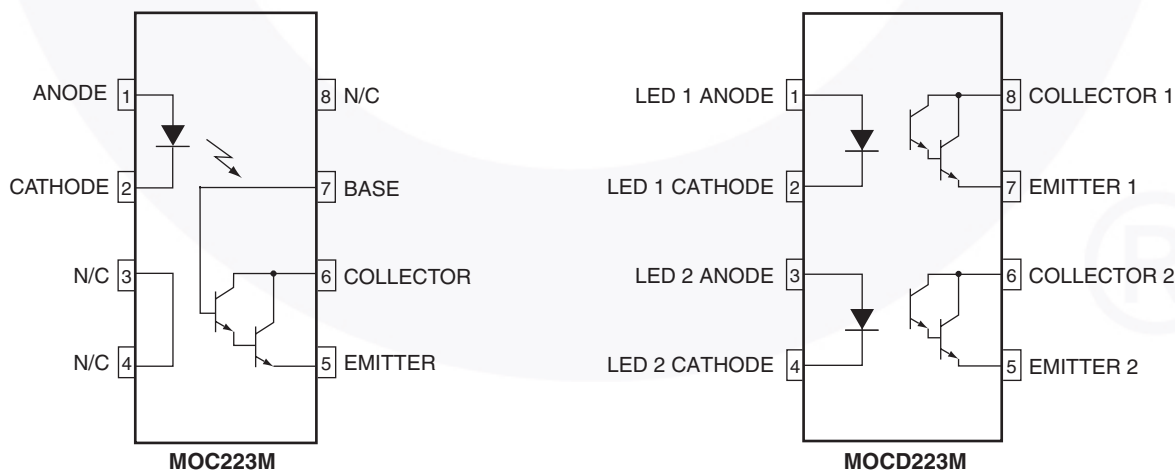 ANODE 1
8 N/C
CATHODE 2
7 BASE
N/C 3
6 COLLECTOR
N/C 4
5 EMITTER
MOC223M
LED 1 ANODE 1
8 COLLECTOR 1
LED 1 CATHODE 2
7 EMITTER 1
LED 2 ANODE 3
6 COLLECTOR 2
LED 2 CATHODE 4
5 EMITTER 2
MOCD223M
®